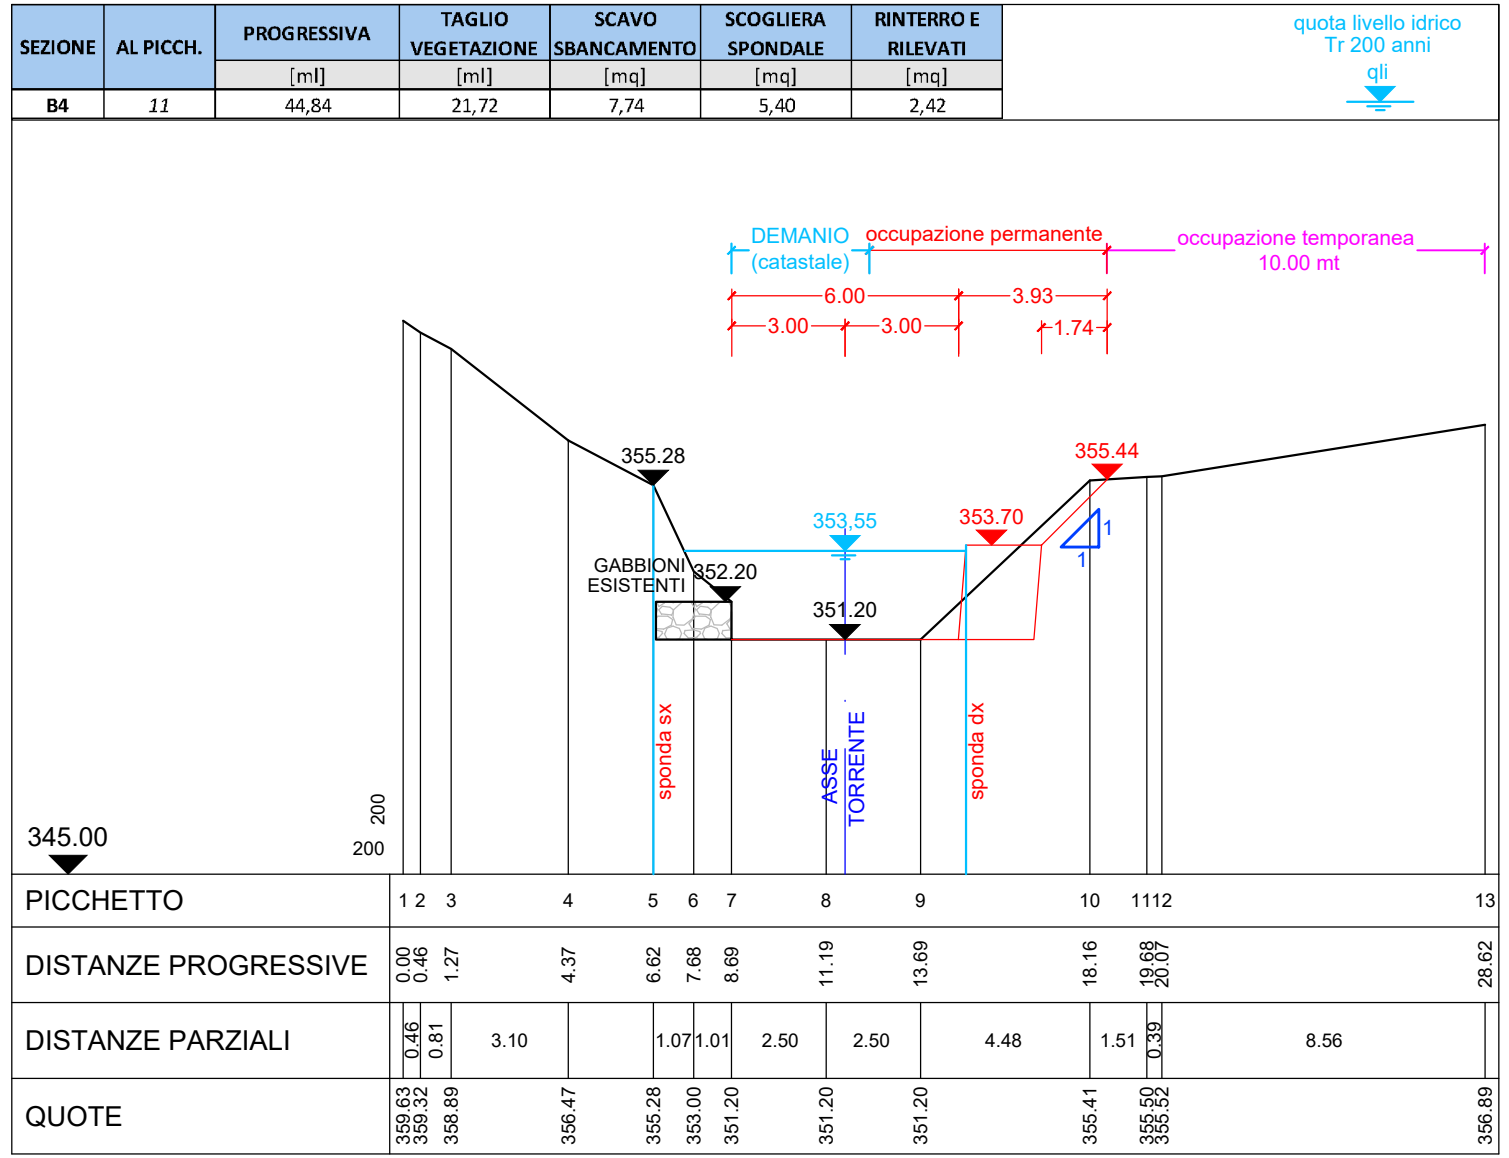 SEZIONE AL PICCH. PROGRESSIVA TAGLIO VEGETAZIONE SCAVO SBANCAMENTO SCOGLIERA SPONDALE RINTERRO E RILEVATI
[ml] [ml] [mq] [mq] [mq]
B4 11 44,84 21,72 7,74 5,40 2,42
quota livello idrico
Tr 200 anni
qli
DEMANIO
(catastale)
occupazione permanente
occupazione temporanea
10.00 mt
6.00 3.93
3.00 3.00 1.74
355.28
355.44
353,55
353.70
1
1
GABBIONI
ESISTENTI
352.20
351.20
sponda sx
ASSE
TORRENTE
sponda dx
200
200
345.00
PICCHETTO 1 2 3 4 5 6 7 8 9 10 11 12 13
DISTANZE PROGRESSIVE 0.00 0.46 1.27 4.37 6.62 7.68 8.69 11.19 13.69 18.16 19.68 20.07 28.62
DISTANZE PARZIALI 0.46 0.81 3.10 1.07 1.01 2.50 2.50 4.48 1.51 0.39 8.56
QUOTE 359.63 359.32 358.89 356.47 355.28 353.00 351.20 351.20 351.20 355.41 355.50 355.52 356.89